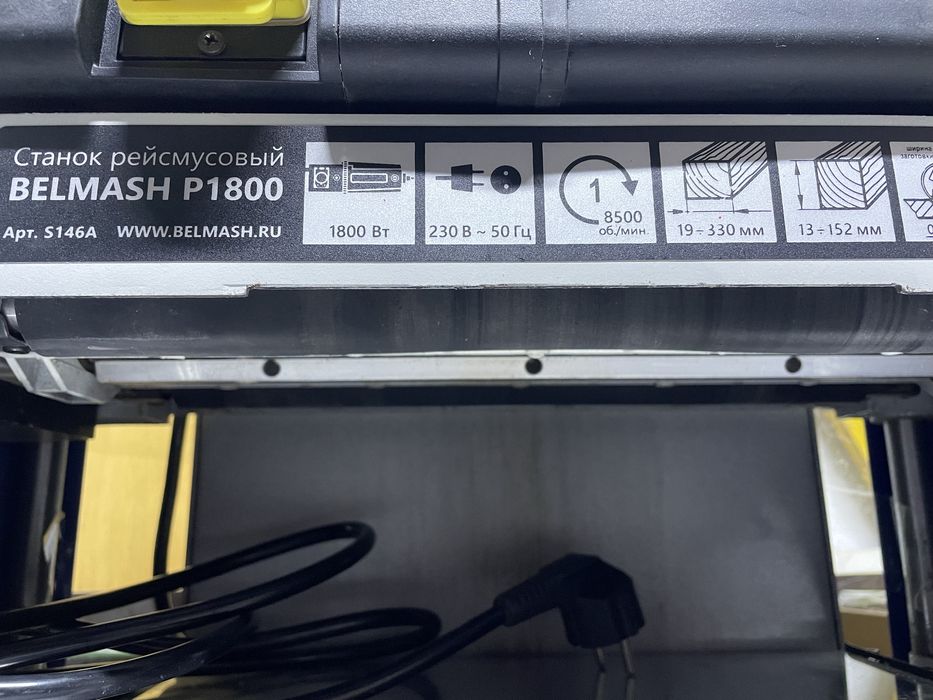 Станок рейсмусовый
BELMASH P1800
Арт. S146A WWW.BELMASH.RU
1800 Вт
230 В ~ 50 Гц
1
8500
об./мин.
19÷330 мм
13÷152 мм
ширина